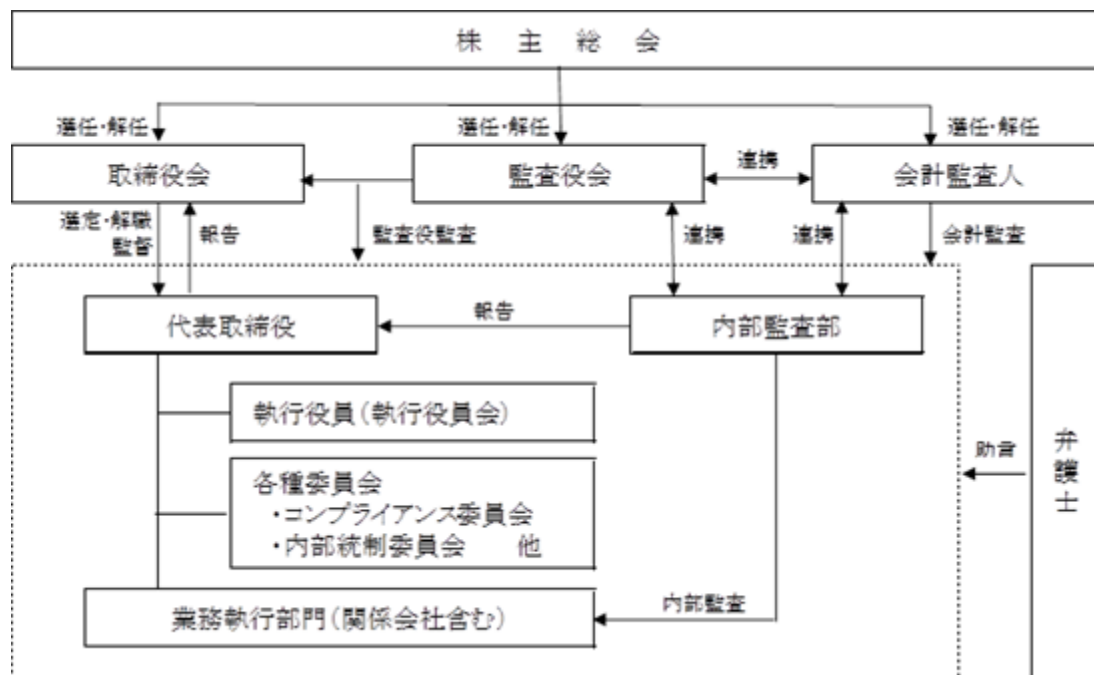 株主総会
選任・解任
選任・解任
選任・解任
取締役会
監査役会
連携
会計監査人
選定・解職
監督
報告
監査役監査
連携
連携
会計監査
代表取締役
報告
内部監査部
執行役員(執行役員会)
各種委員会
・コンプライアンス委員会
・内部統制委員会 他
助言
弁護士
業務執行部門(関係会社含む)
内部監査